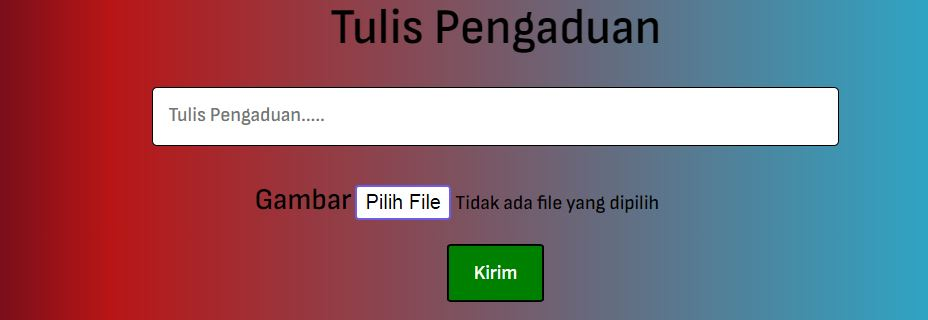 Tulis Pengaduan
Tulis Pengaduan.....
Gambar Pilih File Tidak ada file yang dipilih
Kirim